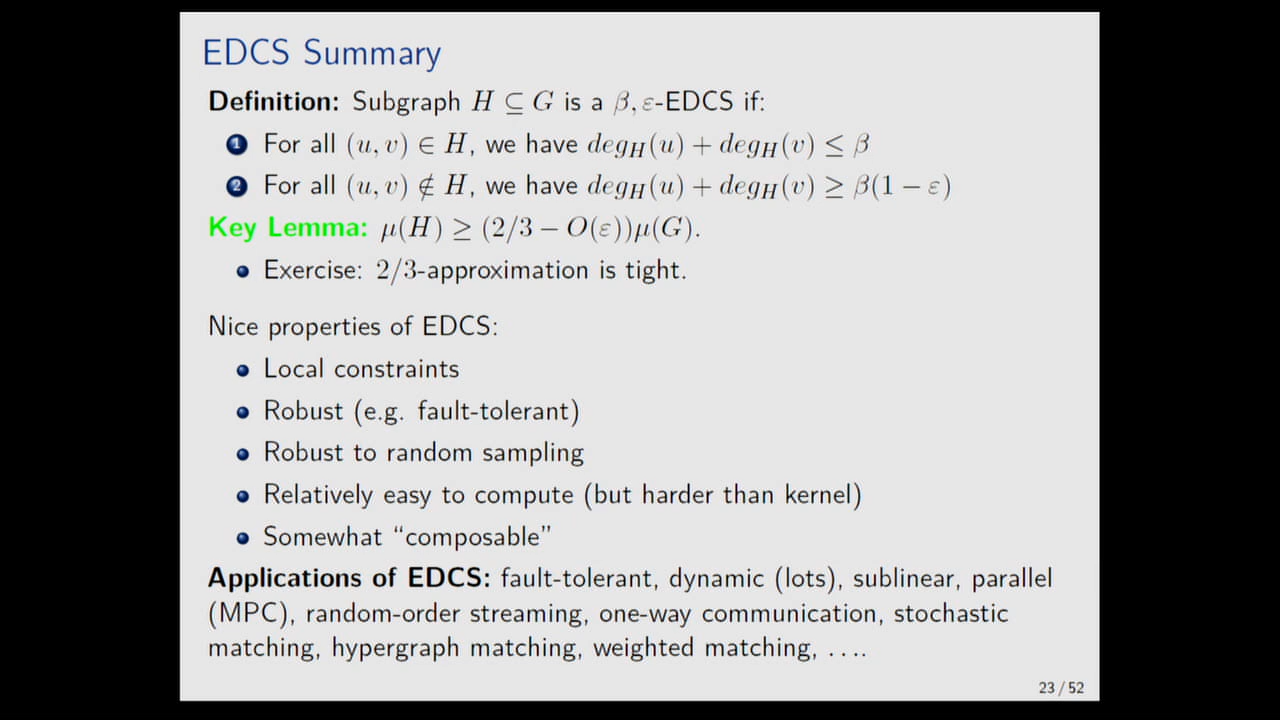 EDCS Summary
Definition: Subgraph H ⊆ G is a β, ε-EDCS if:
1 For all (u, v) ∈ H, we have deg_H(u) + deg_H(v) ≤ β
2 For all (u, v) ∉ H, we have deg_H(u) + deg_H(v) ≥ β(1 − ε)
Key Lemma: μ(H) ≥ (2/3 − O(ε))μ(G).
• Exercise: 2/3-approximation is tight.
Nice properties of EDCS:
• Local constraints
• Robust (e.g. fault-tolerant)
• Robust to random sampling
• Relatively easy to compute (but harder than kernel)
• Somewhat “composable”
Applications of EDCS: fault-tolerant, dynamic (lots), sublinear, parallel
(MPC), random-order streaming, one-way communication, stochastic
matching, hypergraph matching, weighted matching, . . . .
23 / 52